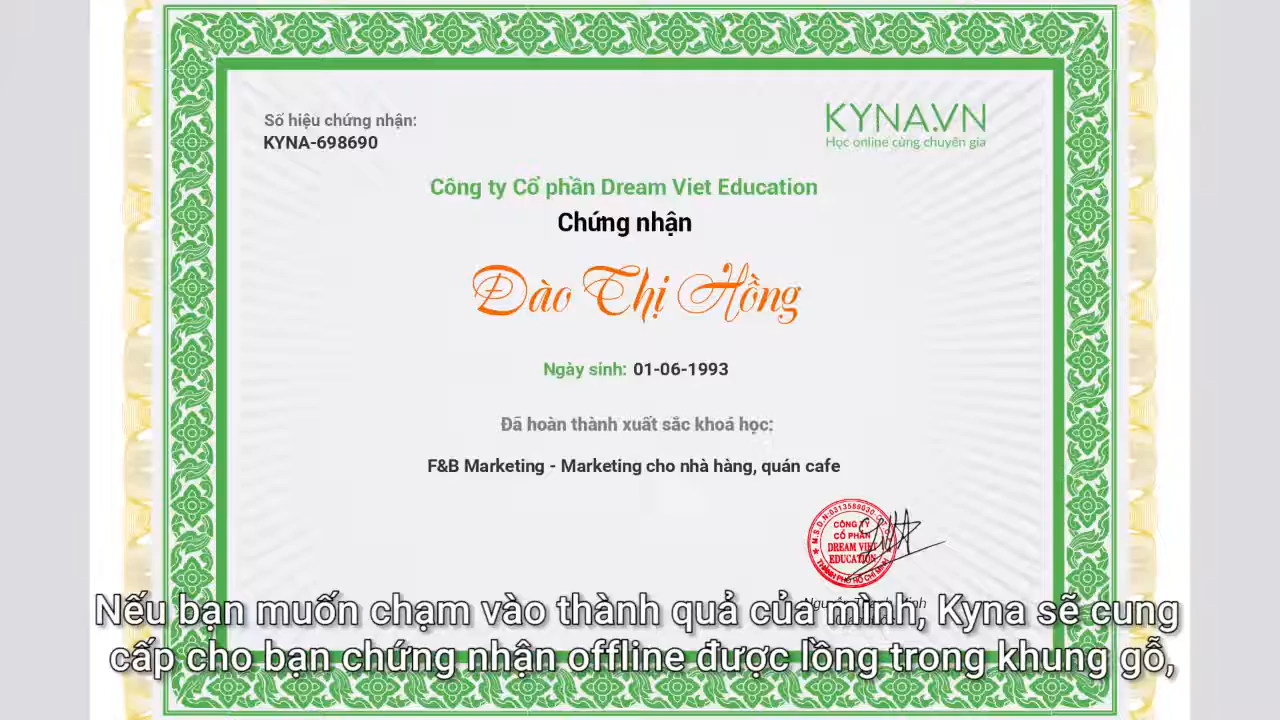 Số hiệu chứng nhận:
KYNA-698690
KYNA.VN
Học online cùng chuyên gia
Công ty Cổ phần Dream Viet Education
Chứng nhận
Đào Thị Hồng
Ngày sinh: 01-06-1993
Đã hoàn thành xuất sắc khoá học:
F&B Marketing - Marketing cho nhà hàng, quán cafe
CÔNG TY
CỔ PHẦN
DREAM VIET
EDUCATION
Nếu bạn muốn chạm vào thành quả của mình, Kyna sẽ cung
cấp cho bạn chứng nhận offline được lồng trong khung gỗ,